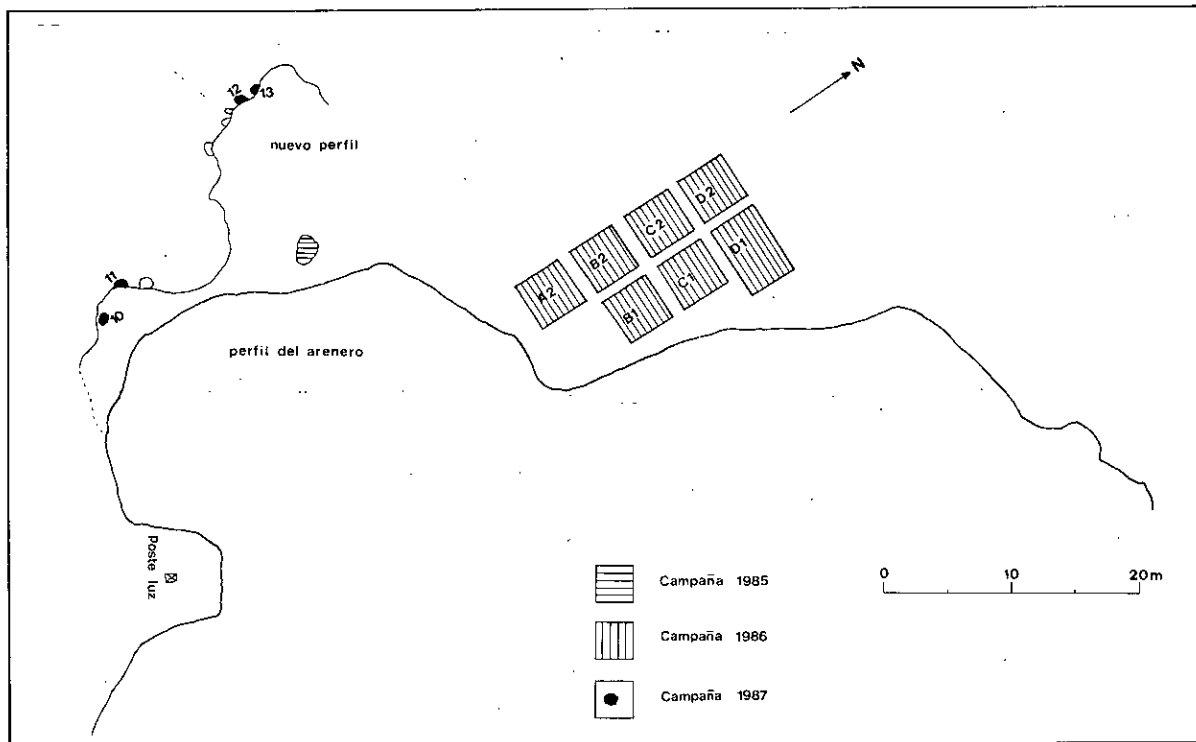 12
13
N
nuevo perfil
D2
C2
D1
B2
C1
A2
B1
11
10
perfil del arenero
Poste luz
Campaña 1985
0 10 20m
Campaña 1986
Campaña 1987